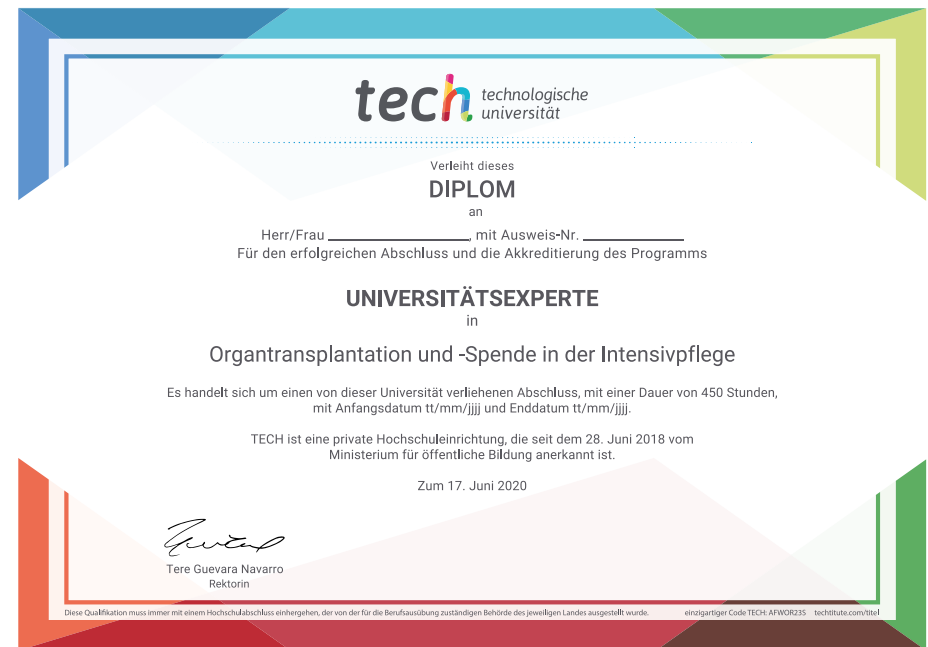 tech technologische
universität
Verleiht dieses
DIPLOM
an
Herr/Frau ____________________, mit Ausweis-Nr. ______________
Für den erfolgreichen Abschluss und die Akkreditierung des Programms
UNIVERSITÄTSEXPERTE
in
Organtransplantation und -Spende in der Intensivpflege
Es handelt sich um einen von dieser Universität verliehenen Abschluss, mit einer Dauer von 450 Stunden,
mit Anfangsdatum tt/mm/jjjj und Enddatum tt/mm/jjjj.
TECH ist eine private Hochschuleinrichtung, die seit dem 28. Juni 2018 vom
Ministerium für öffentliche Bildung anerkannt ist.
Zum 17. Juni 2020
Tere Guevara Navarro
Rektorin
Diese Qualifikation muss immer mit einem Hochschulabschluss einhergehen, der von der für die Berufsausübung zuständigen Behörde des jeweiligen Landes ausgestellt wurde. einzigartiger Code TECH: AFWOR23S techtitute.com/titel